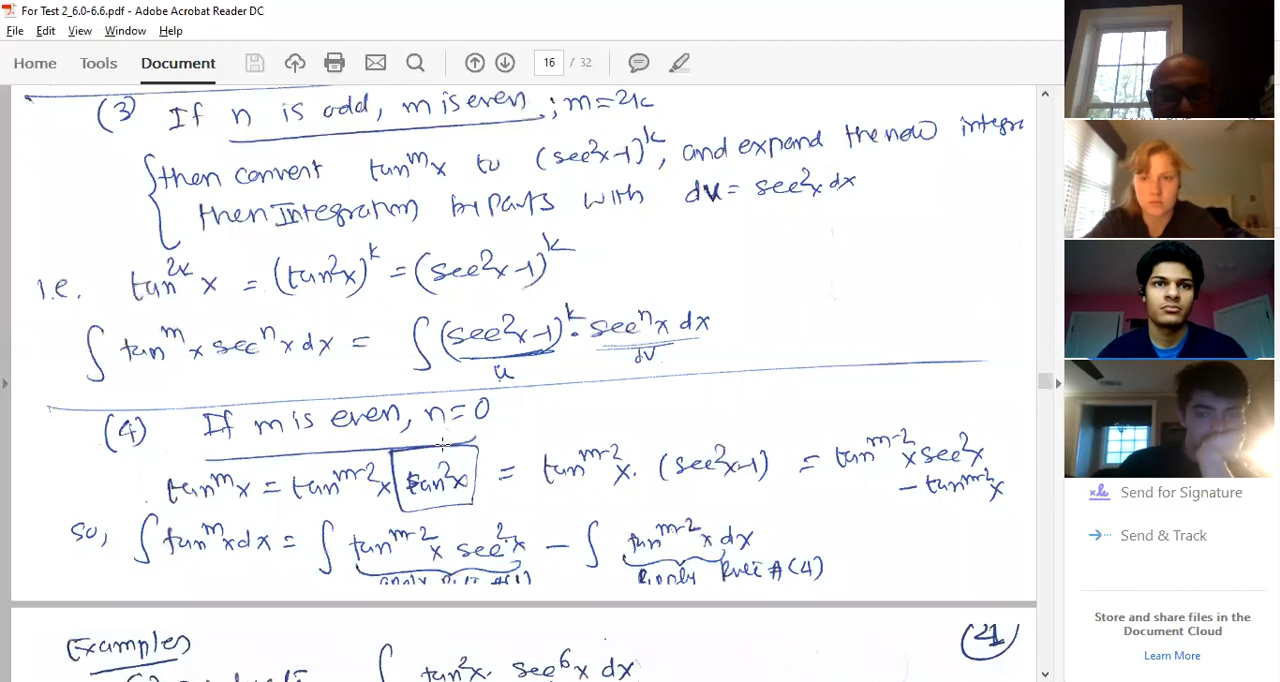 For Test 2_6.0-6.6.pdf - Adobe Acrobat Reader DC
File Edit View Window Help
Home Tools Document 16 / 32
(3) If n is odd, m is even; m=2k
then convert tan^m x to (sec²x-1)^k, and expand the new integr
then Integration by parts with dv = sec²x dx
i.e. tan^2k x = (tan²x)^k = (sec²x-1)^k
∫ tan^m x sec^n x dx = ∫ (sec²x-1)^k · sec^n x dx
u dv
(4) If m is even, n=0
tan^m x = tan^m-2 x tan²x = tan^m-2 x · (sec²x-1) = tan^m-2 x sec²x
- tan^m-2 x
so, ∫ tan^m x dx = ∫ tan^m-2 x sec²x - ∫ tan^m-2 x dx
Rule #(4)
Examples
(21)
∫ tan²x · sec⁶x dx
Send for Signature
Send & Track
Store and share files in the
Document Cloud
Learn More